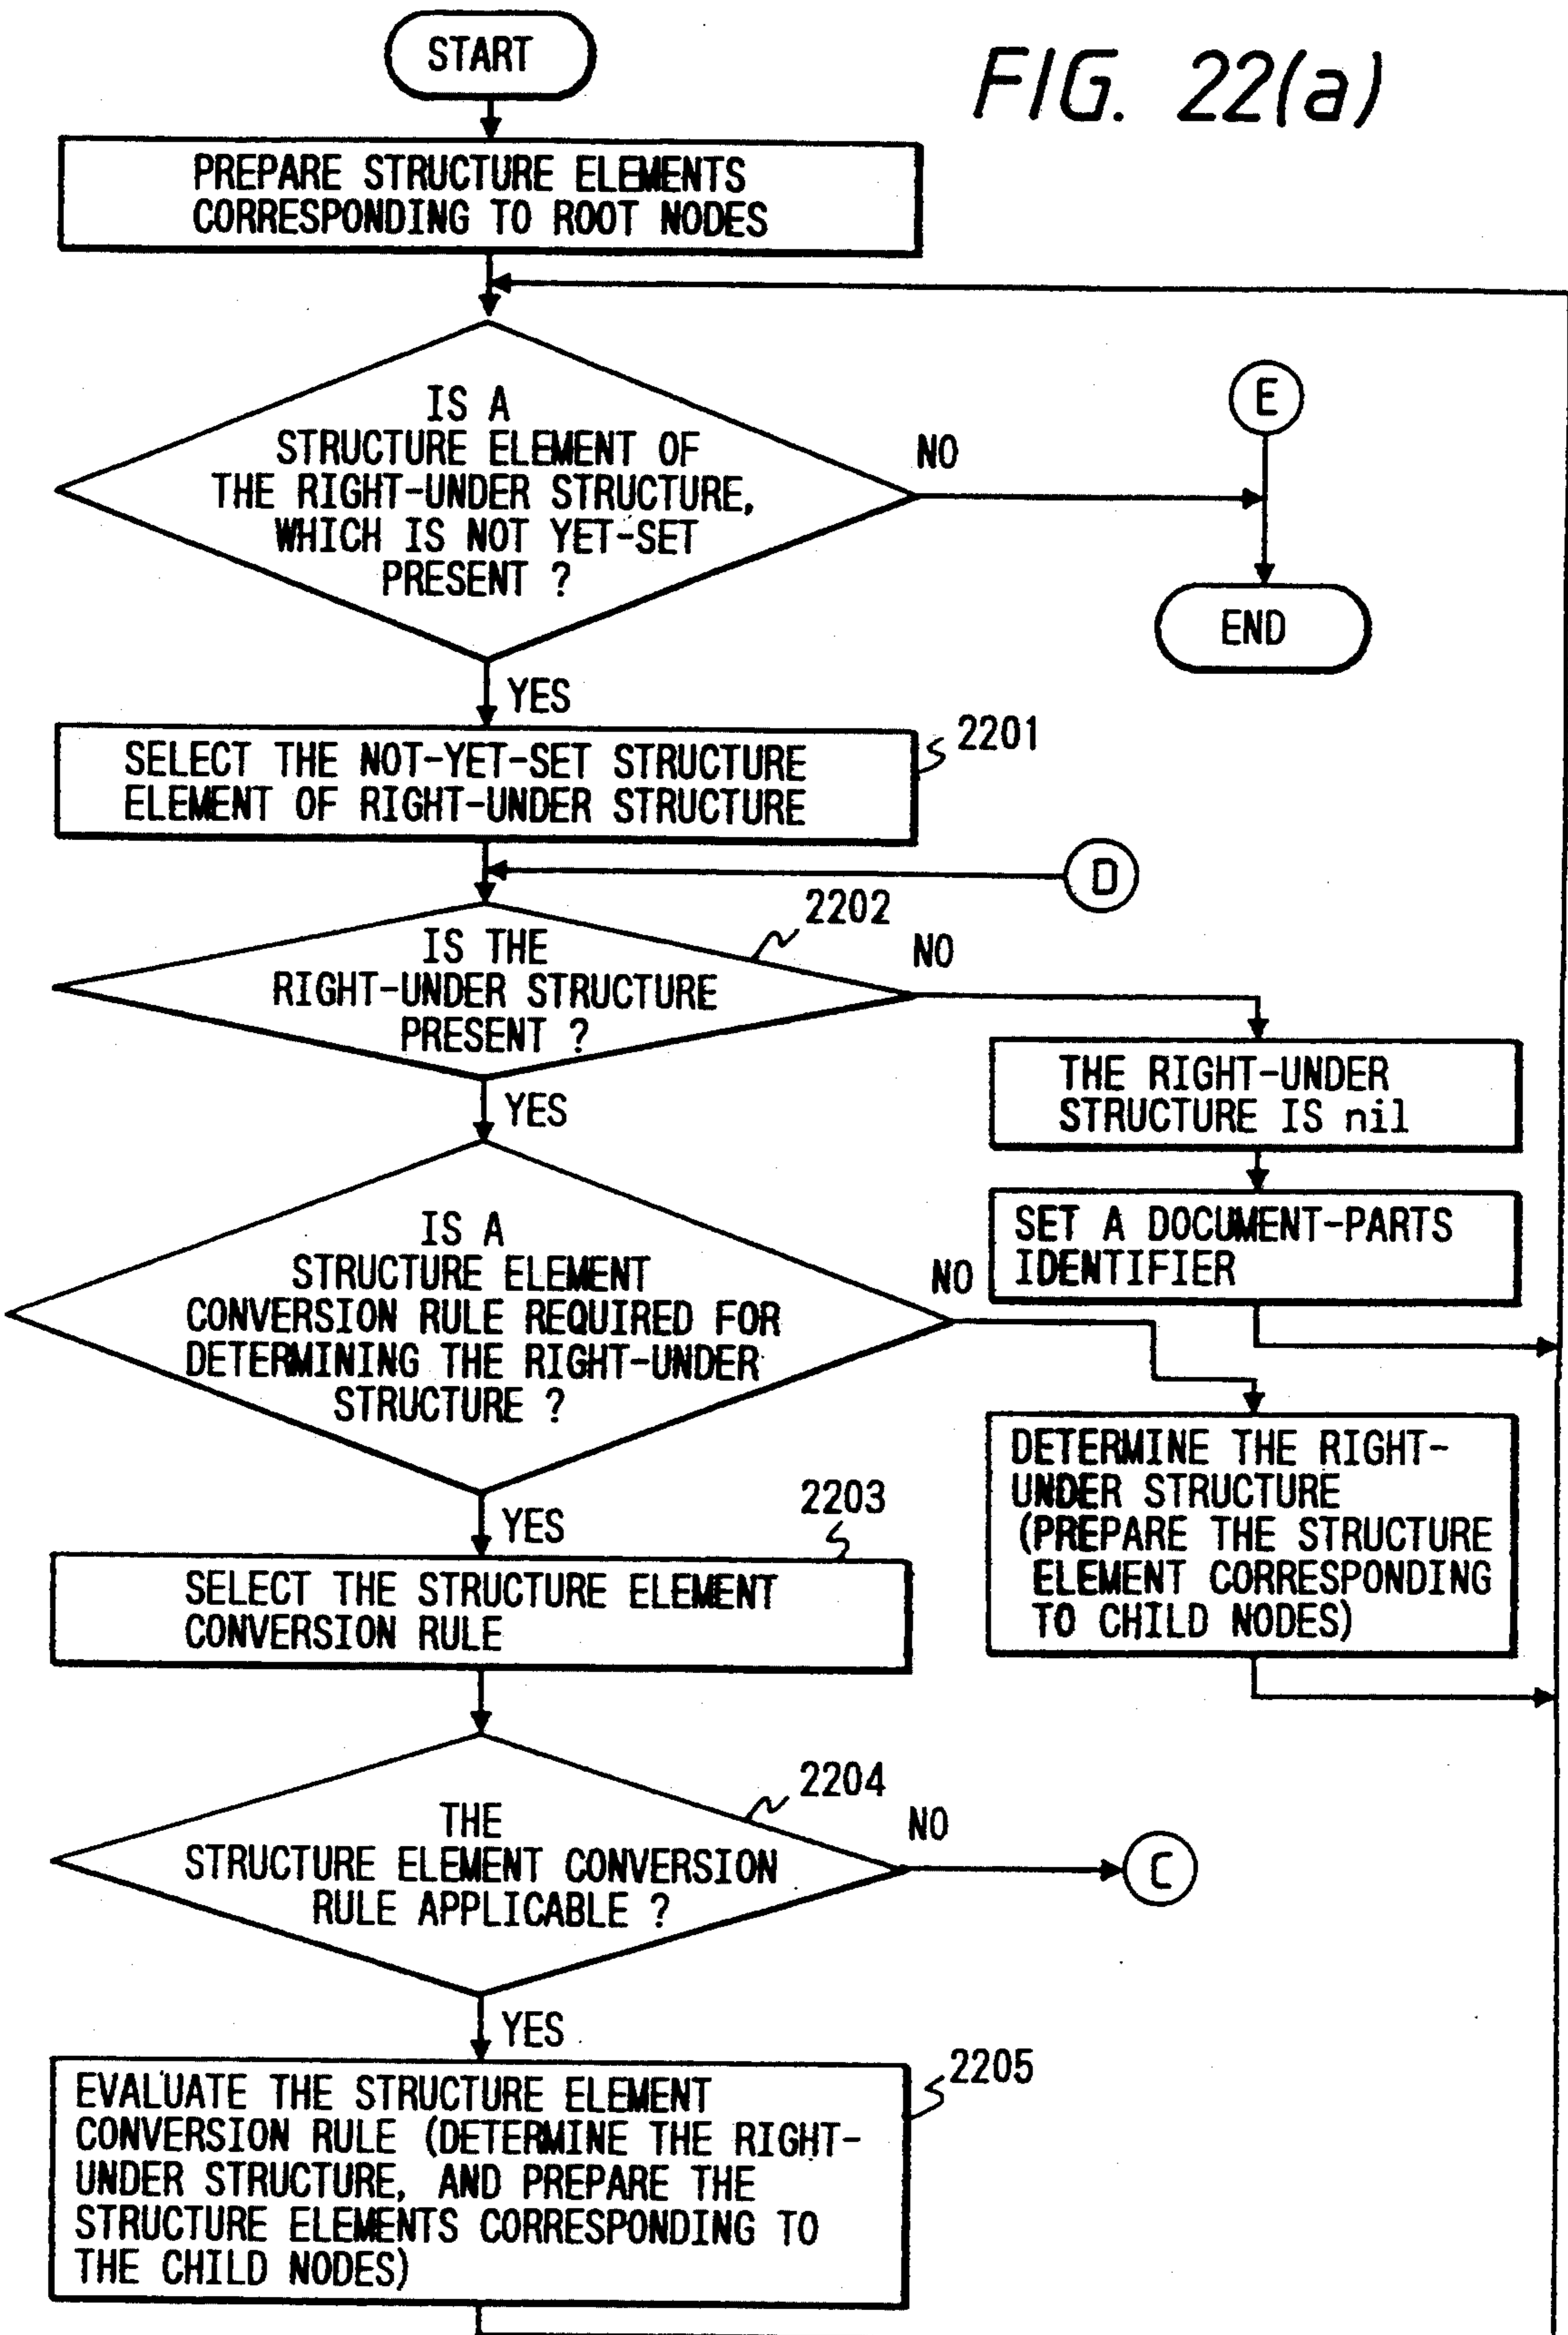 START
FIG. 22(a)
PREPARE STRUCTURE ELEMENTS
CORRESPONDING TO ROOT NODES
IS A
STRUCTURE ELEMENT OF
THE RIGHT-UNDER STRUCTURE,
WHICH IS NOT YET-SET
PRESENT ?
NO
E
END
YES
2201
SELECT THE NOT-YET-SET STRUCTURE
ELEMENT OF RIGHT-UNDER STRUCTURE
D
2202
IS THE
RIGHT-UNDER STRUCTURE
PRESENT ?
NO
THE RIGHT-UNDER
STRUCTURE IS nil
SET A DOCUMENT-PARTS
IDENTIFIER
YES
IS A
STRUCTURE ELEMENT
CONVERSION RULE REQUIRED FOR
DETERMINING THE RIGHT-UNDER
STRUCTURE ?
NO
DETERMINE THE RIGHT-
UNDER STRUCTURE
(PREPARE THE STRUCTURE
ELEMENT CORRESPONDING
TO CHILD NODES)
YES
2203
SELECT THE STRUCTURE ELEMENT
CONVERSION RULE
2204
THE
STRUCTURE ELEMENT CONVERSION
RULE APPLICABLE ?
NO
C
YES
2205
EVALUATE THE STRUCTURE ELEMENT
CONVERSION RULE (DETERMINE THE RIGHT-
UNDER STRUCTURE, AND PREPARE THE
STRUCTURE ELEMENTS CORRESPONDING TO
THE CHILD NODES)